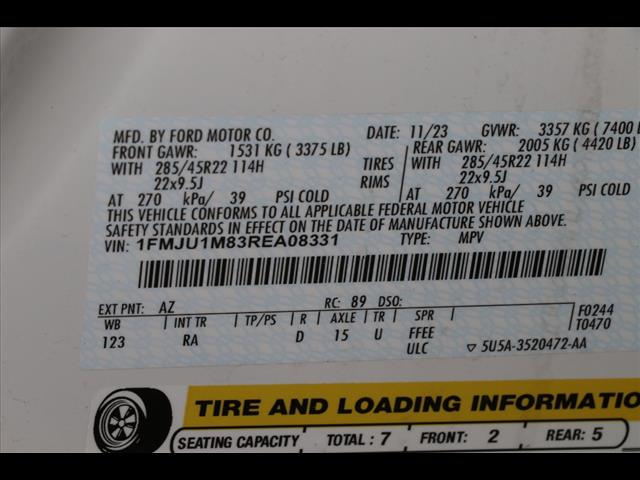 MFD. BY FORD MOTOR CO. DATE: 11/23 GVWR: 3357 KG (7400
FRONT GAWR: 1531 KG (3375 LB) REAR GAWR: 2005 KG (4420 LB)
WITH 285/45R22 114H TIRES WITH 285/45R22 114H
22x9.5J RIMS 22x9.5J
AT 270 kPa/ 39 PSI COLD AT 270 kPa/ 39 PSI COLD
THIS VEHICLE CONFORMS TO ALL APPLICABLE FEDERAL MOTOR VEHICLE
SAFETY STANDARDS IN EFFECT ON THE DATE OF MANUFACTURE SHOWN ABOVE.
VIN: 1FMJU1M83REA08331 TYPE: MPV
EXT PNT: AZ RC: 89 DSO: F0244
WB INT TR TP/PS R AXLE TR SPR T0470
123 RA D 15 U FFEE
ULC ▽ 5U5A-3520472-AA
TIRE AND LOADING INFORMATIO
SEATING CAPACITY TOTAL : 7 FRONT: 2 REAR: 5